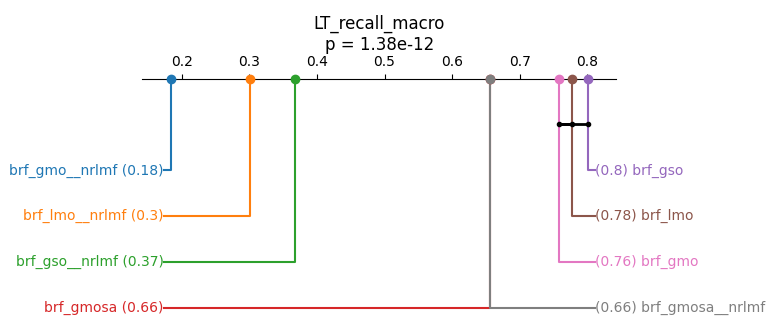 LT_recall_macro
p = 1.38e-12
0.2 0.3 0.4 0.5 0.6 0.7 0.8
brf_gmo__nrlmf (0.18) (0.8) brf_gso
brf_lmo__nrlmf (0.3) (0.78) brf_lmo
brf_gso__nrlmf (0.37) (0.76) brf_gmo
brf_gmosa (0.66) (0.66) brf_gmosa__nrlmf